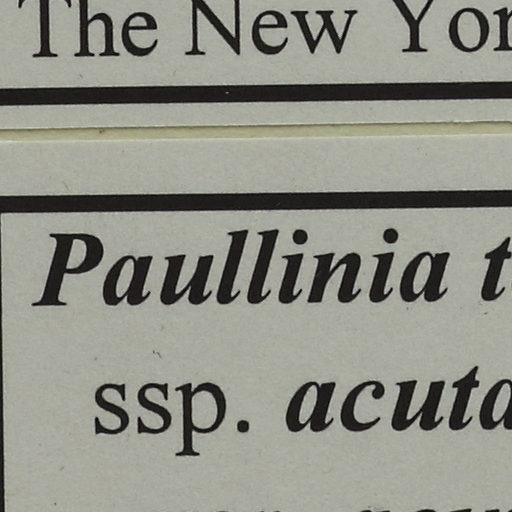 The New Yor
Paullinia t
ssp. acuta